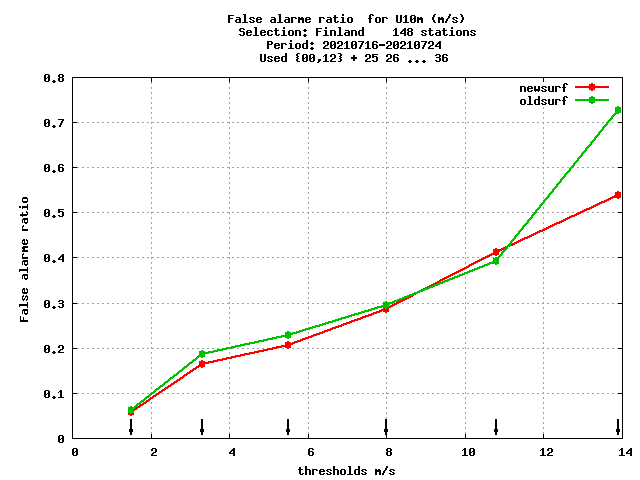 False alarme ratio  for U10m (m/s)
Selection: Finland    148 stations
Period: 20210716-20210724
Used {00,12} + 25 26 ... 36
newsurf
oldsurf
0.8
0.7
0.6
0.5
0.4
0.3
0.2
0.1
0
False alarme ratio
0 2 4 6 8 10 12 14
thresholds m/s